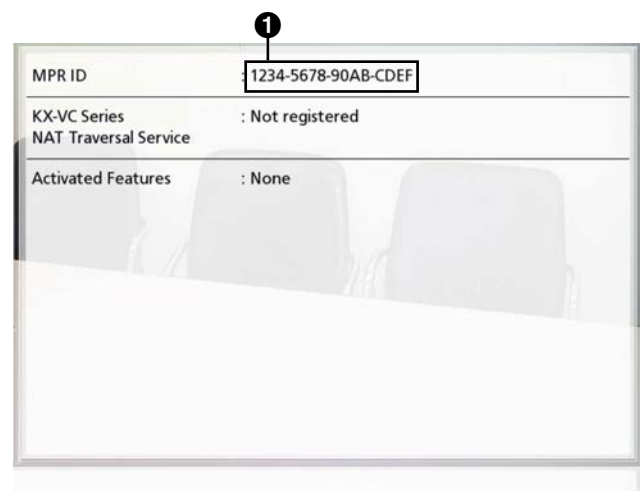 1
MPR ID : 1234-5678-90AB-CDEF
KX-VC Series : Not registered
NAT Traversal Service
Activated Features : None